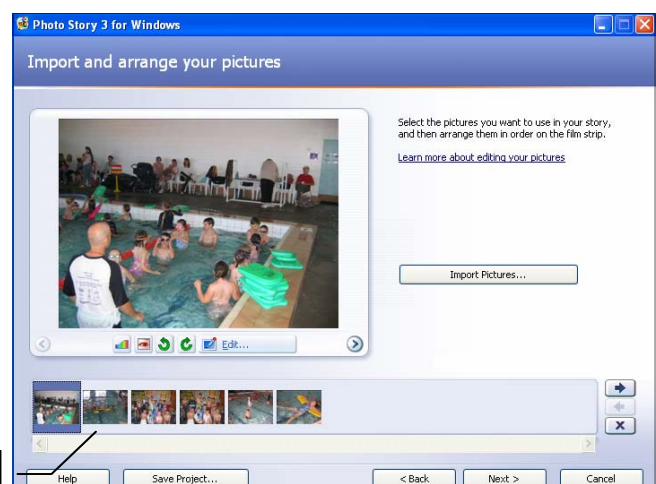 Photo Story 3 for Windows
Import and arrange your pictures
Select the pictures you want to use in your story,
and then arrange them in order on the film strip.
Learn more about editing your pictures
Import Pictures...
Edit...
Help
Save Project...
< Back
Next >
Cancel